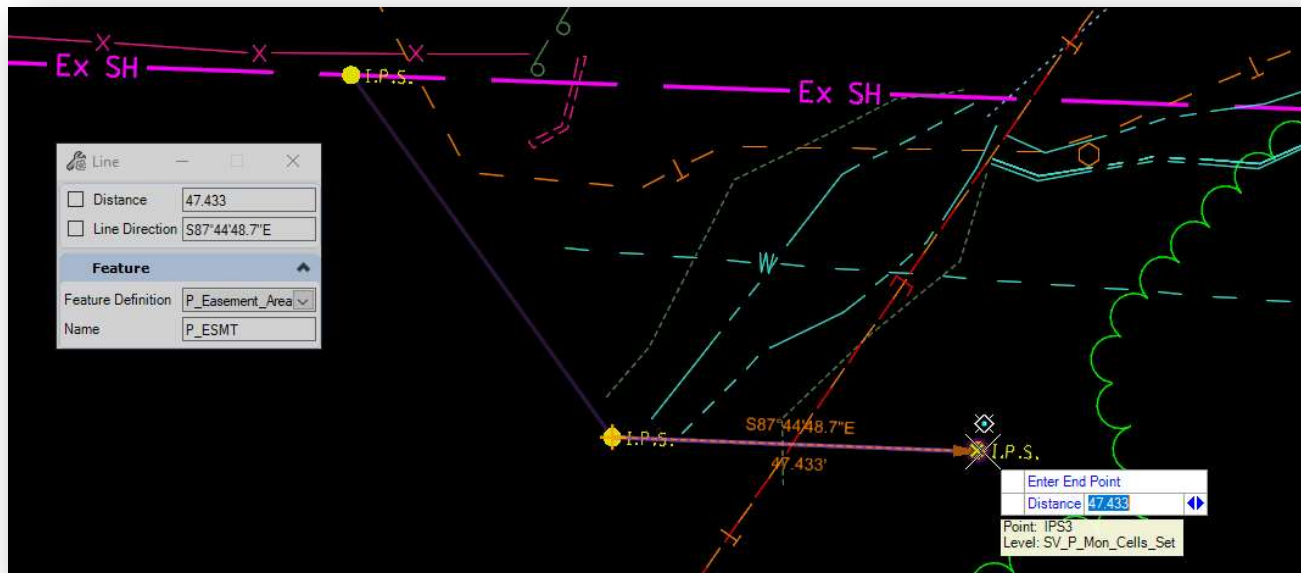 Ex SH
I.P.S.
Ex SH
Line
Distance 47.433
Line Direction S87°44'48.7"E
Feature
Feature Definition P_Easement_Area
Name P_ESMT
W
S87°44'48.7"E
I.P.S.
47.433'
I.P.S.
Enter End Point
Distance 47.433
Point: IPS3
Level: SV_P_Mon_Cells_Set